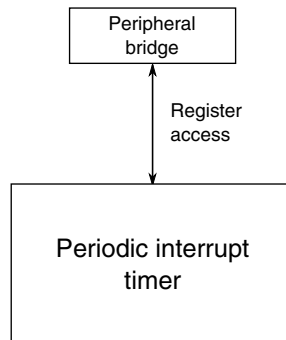 Peripheral
bridge
Register
access
Periodic interrupt
timer